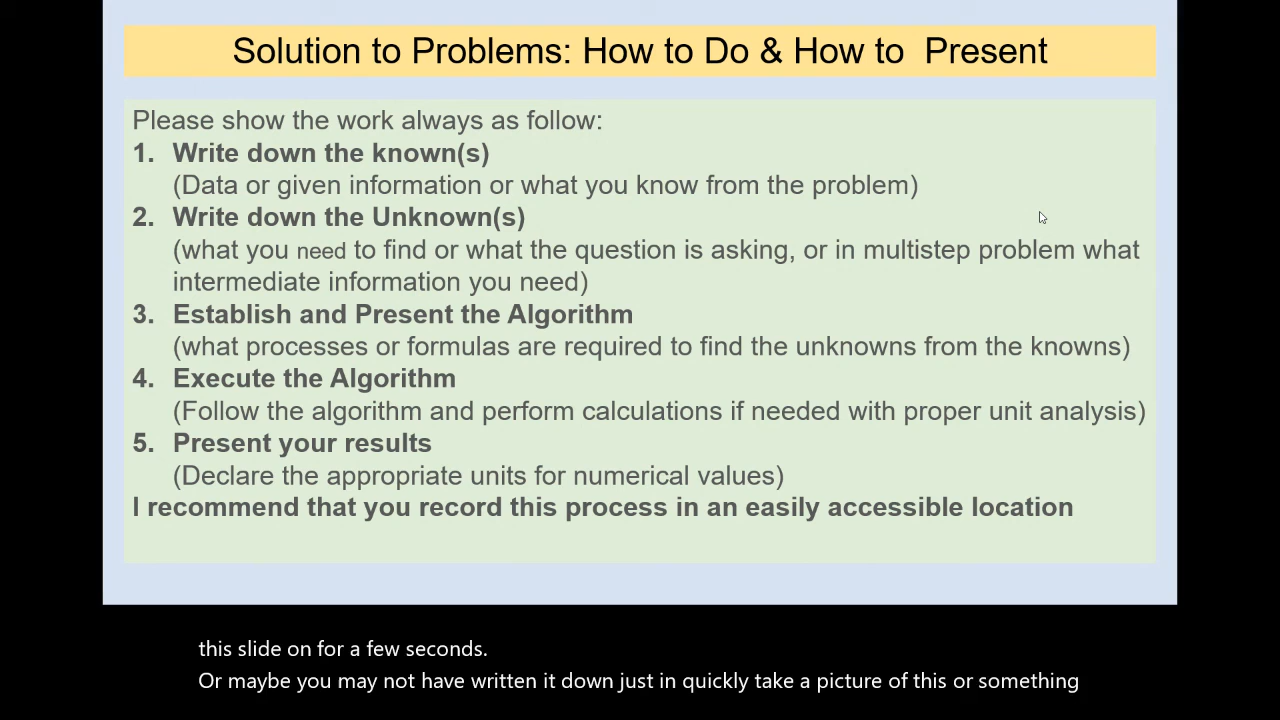 Solution to Problems: How to Do & How to  Present
Please show the work always as follow:
1. Write down the known(s)
(Data or given information or what you know from the problem)
2. Write down the Unknown(s)
(what you need to find or what the question is asking, or in multistep problem what
intermediate information you need)
3. Establish and Present the Algorithm
(what processes or formulas are required to find the unknowns from the knowns)
4. Execute the Algorithm
(Follow the algorithm and perform calculations if needed with proper unit analysis)
5. Present your results
(Declare the appropriate units for numerical values)
I recommend that you record this process in an easily accessible location
this slide on for a few seconds.
Or maybe you may not have written it down just in quickly take a picture of this or something